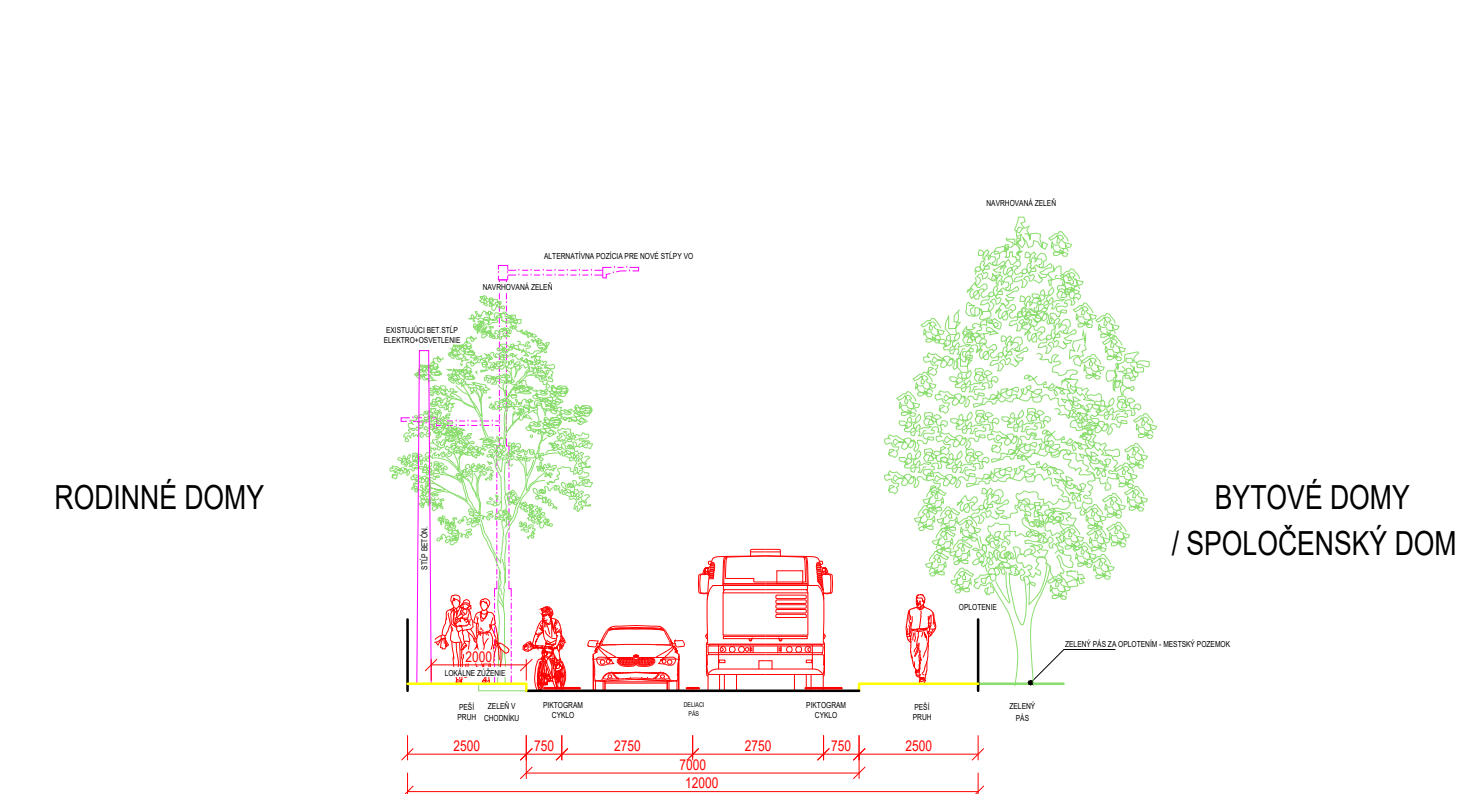 NAVRHOVANÁ ZELEŇ
ALTERNATÍVNA POZÍCIA PRE NOVÉ STĹPY VO
NAVRHOVANÁ ZELEŇ
EXISTUJÚCI BET.STĹP
ELEKTRO+OSVETLENIE
RODINNÉ DOMY
BYTOVÉ DOMY
/ SPOLOČENSKÝ DOM
STĹP BETÓN.
OPLOTENIE
ZELENÝ PÁS ZA OPLOTENÍM - MESTSKÝ POZEMOK
2000
LOKÁLNE ZÚŽENIE
PEŠÍ
PRUH
ZELEŇ V
CHODNÍKU
PIKTOGRAM
CYKLO
DELIACI
PÁS
PIKTOGRAM
CYKLO
PEŠÍ
PRUH
ZELENÝ
PÁS
2500
750
2750
2750
750
2500
7000
12000